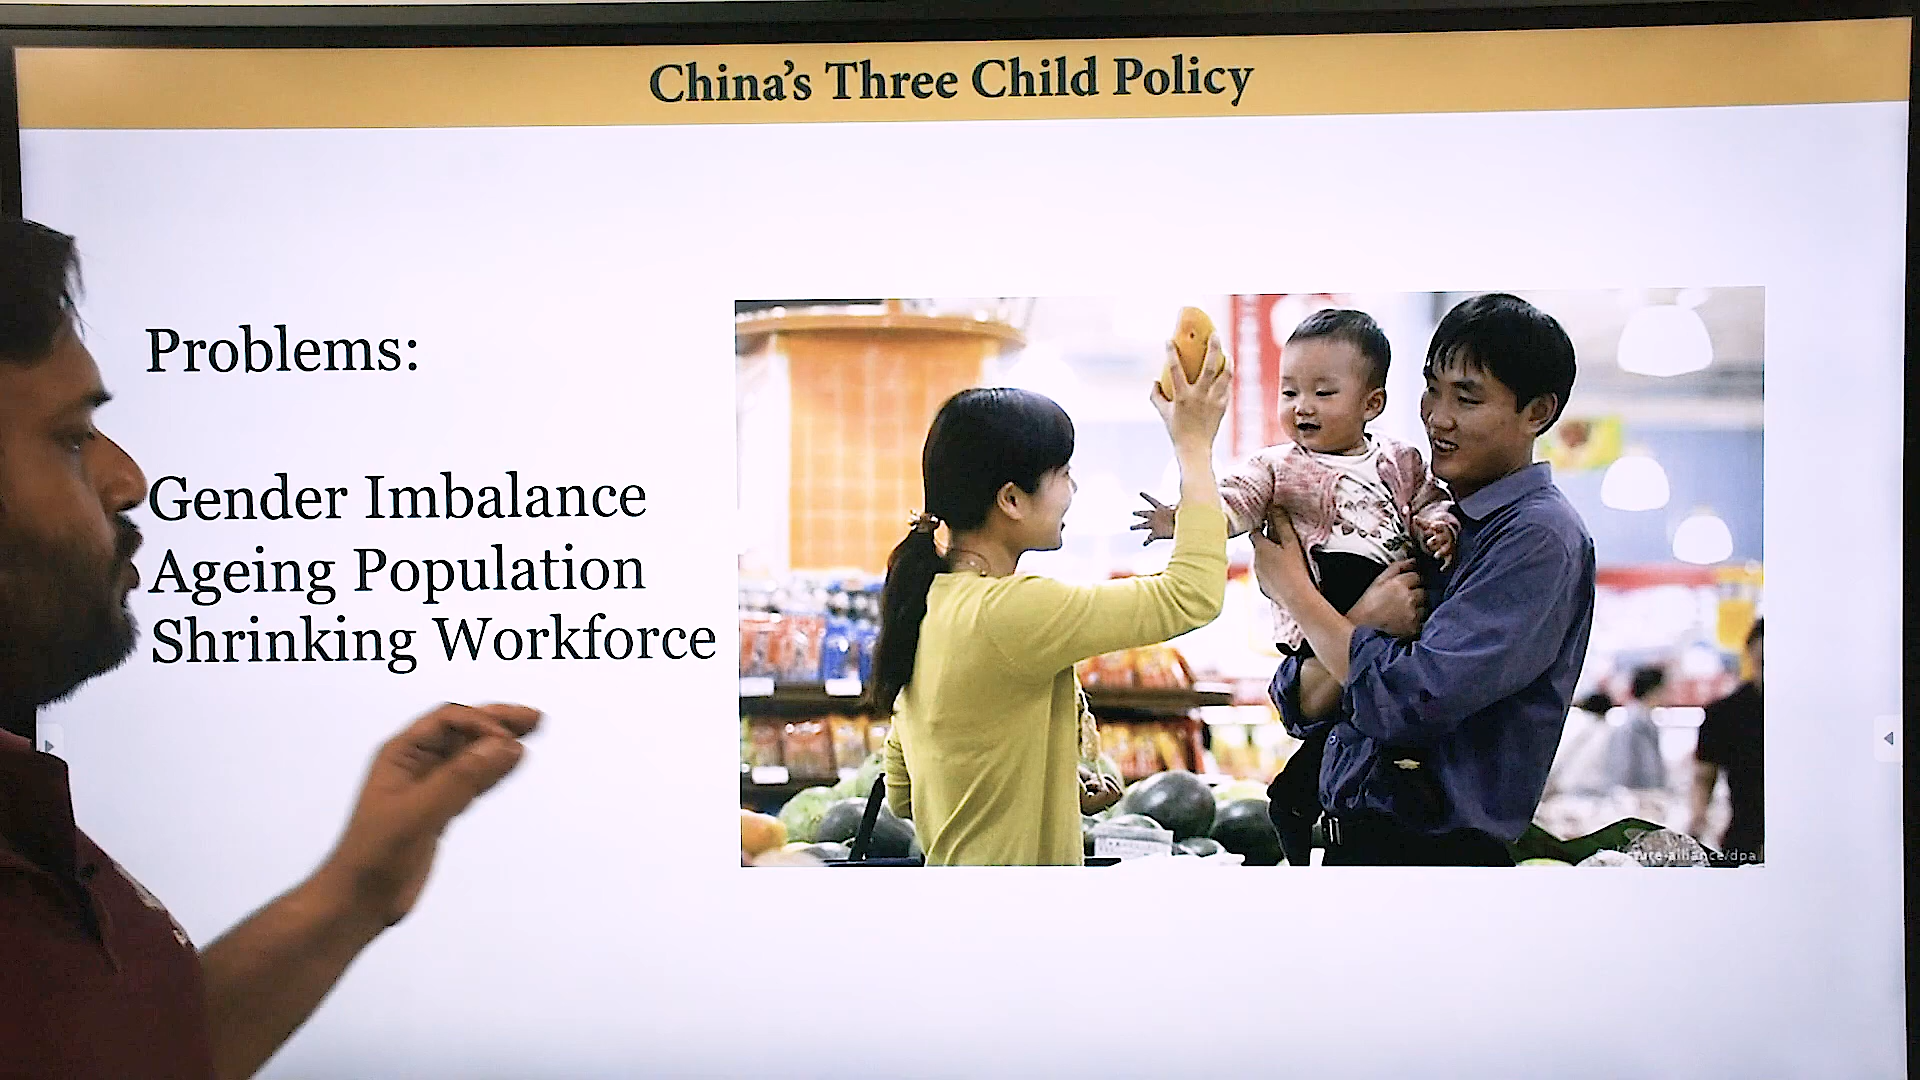 China's Three Child Policy
Problems:
Gender Imbalance
Ageing Population
Shrinking Workforce